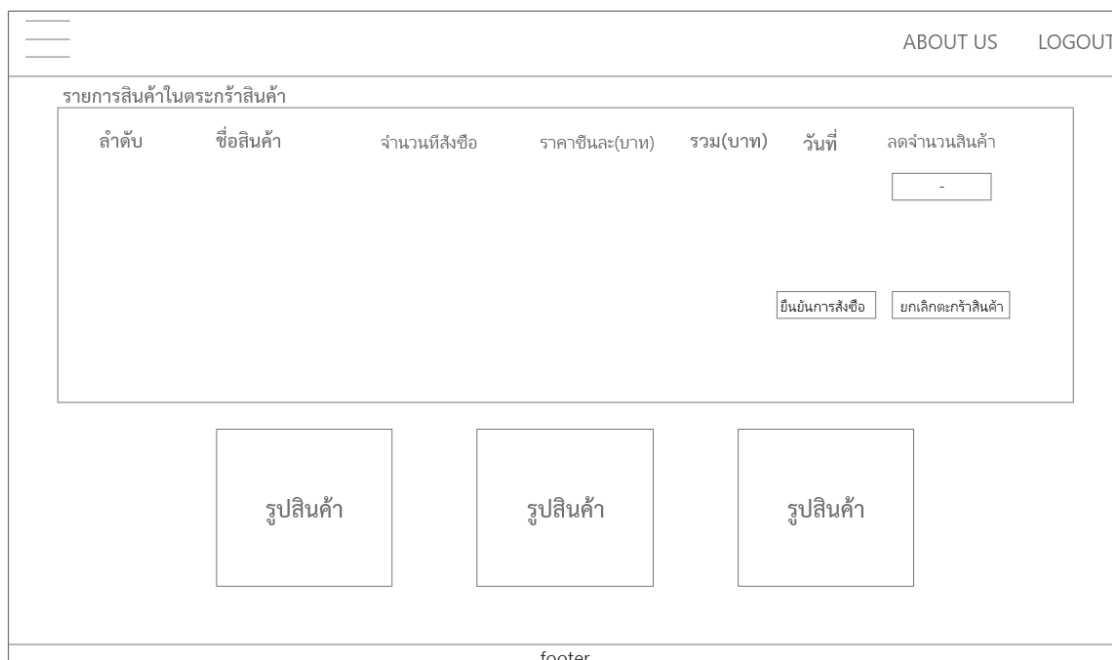 ABOUT US LOGOUT
รายการสินค้าในตระกร้าสินค้า
ลำดับ ชื่อสินค้า จำนวนที่สั่งซื้อ ราคาชิ้นละ(บาท) รวม(บาท) วันที่ ลดจำนวนสินค้า
-
ยืนยันการสั่งซื้อ ยกเลิกตะกร้าสินค้า
รูปสินค้า รูปสินค้า รูปสินค้า
footer